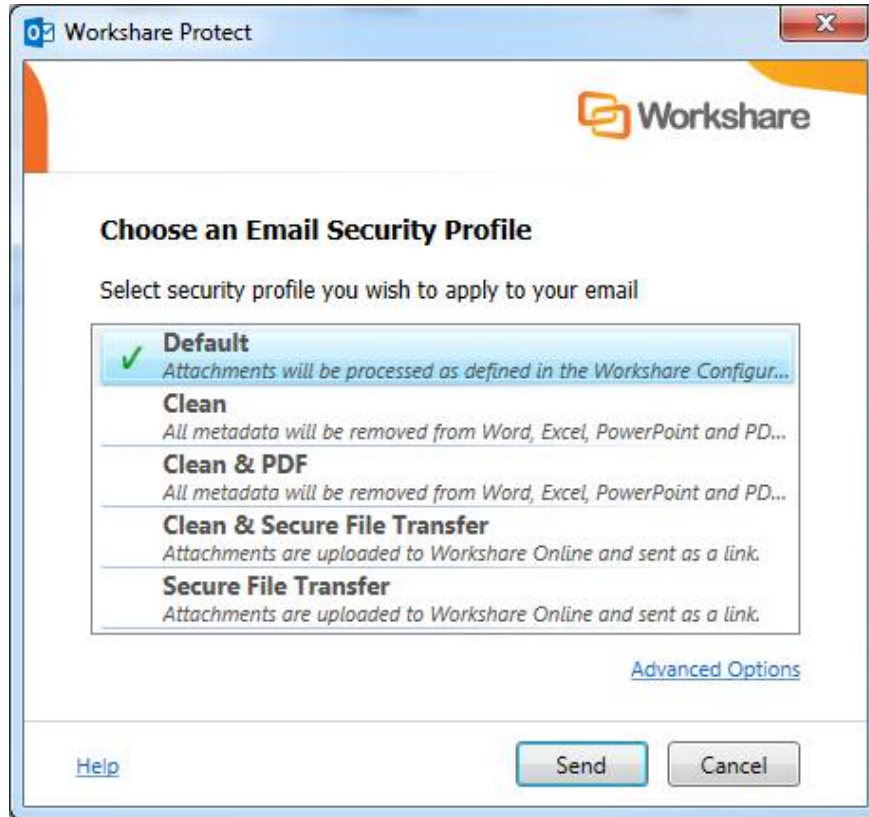 Workshare Protect
Workshare
Choose an Email Security Profile
Select security profile you wish to apply to your email
Default
Attachments will be processed as defined in the Workshare Configur...
Clean
All metadata will be removed from Word, Excel, PowerPoint and PD...
Clean & PDF
All metadata will be removed from Word, Excel, PowerPoint and PD...
Clean & Secure File Transfer
Attachments are uploaded to Workshare Online and sent as a link.
Secure File Transfer
Attachments are uploaded to Workshare Online and sent as a link.
Advanced Options
Help Send Cancel